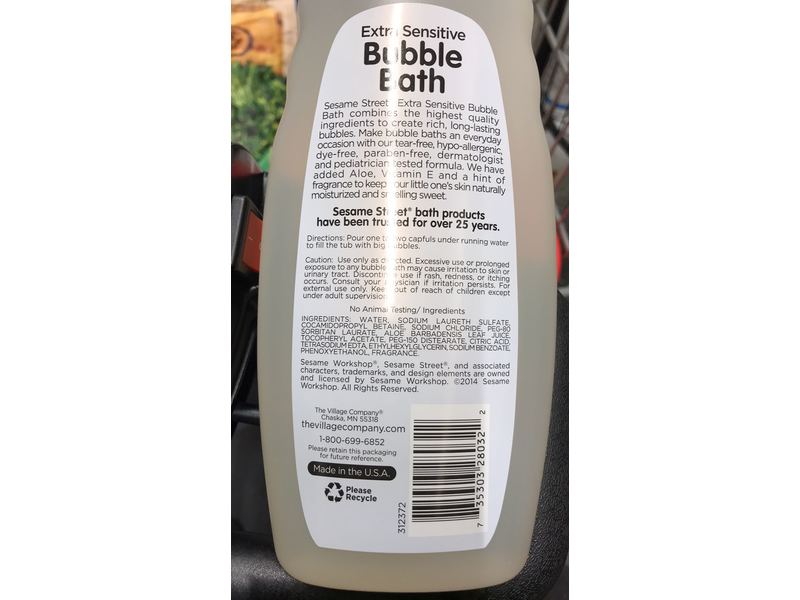 Extra Sensitive
Bubble
Bath
Sesame Street® Extra Sensitive Bubble
Bath combines the highest quality
ingredients to create rich, long-lasting
bubbles. Make bubble baths an everyday
occasion with our tear-free, hypo-allergenic,
dye-free, paraben-free, dermatologist
and pediatrician tested formula. We have
added Aloe, Vitamin E and a hint of
fragrance to keep your little one's skin naturally
moisturized and smelling sweet.
Sesame Street® bath products
have been trusted for over 25 years.
Directions: Pour one to two capfuls under running water
to fill the tub with big bubbles.
Caution: Use only as directed. Excessive use or prolonged
exposure to any bubble bath may cause irritation to skin or
urinary tract. Discontinue use if rash, redness, or itching
occurs. Consult your physician if irritation persists. For
external use only. Keep out of reach of children except
under adult supervision.
No Animal Testing/ Ingredients
INGREDIENTS: WATER, SODIUM LAURETH SULFATE,
COCAMIDOPROPYL BETAINE, SODIUM CHLORIDE, PEG-80
SORBITAN LAURATE, ALOE BARBADENSIS LEAF JUICE,
TOCOPHERYL ACETATE, PEG-150 DISTEARATE, CITRIC ACID,
TETRASODIUM EDTA, ETHYLHEXYLGLYCERIN, SODIUM BENZOATE,
PHENOXYETHANOL, FRAGRANCE.
Sesame Workshop®, Sesame Street®, and associated
characters, trademarks, and design elements are owned
and licensed by Sesame Workshop. ©2014 Sesame
Workshop. All Rights Reserved.
The Village Company®
Chaska, MN 55318
thevillagecompany.com
1-800-699-6852
Please retain this packaging
for future reference.
Made in the U.S.A.
Please
Recycle
312372
7 35303 28032 2